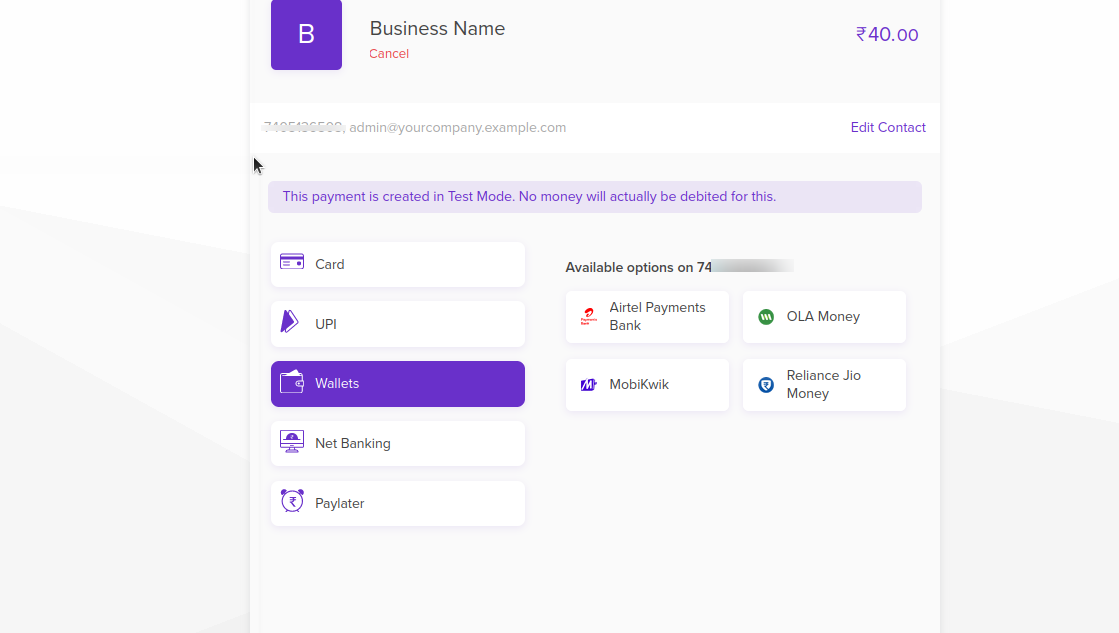 B
Business Name
₹40.00
Cancel
admin@yourcompany.example.com
Edit Contact
This payment is created in Test Mode. No money will actually be debited for this.
Card
UPI
Wallets
Net Banking
Paylater
Available options on 74
Airtel Payments
Bank
OLA Money
MobiKwik
Reliance Jio
Money